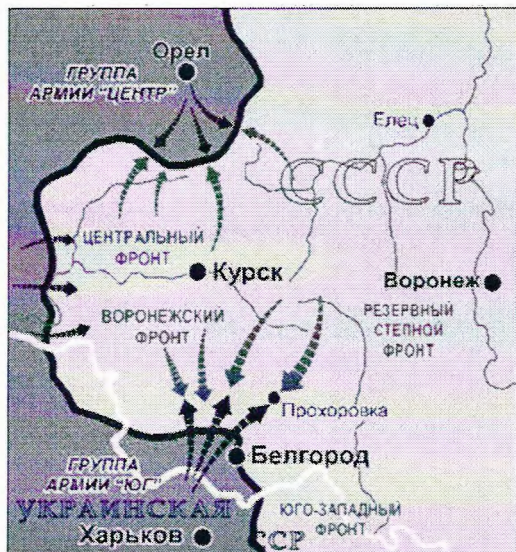 Орел
ГРУППА
АРМИИ "ЦЕНТР"
Елец
СССР
ЦЕНТРАЛЬНЫЙ
ФРОНТ
Курск
Воронеж
ВОРОНЕЖСКИЙ
ФРОНТ
РЕЗЕРВНЫЙ
СТЕПНОЙ
ФРОНТ
Прохоровка
Белгород
ГРУППА
АРМИИ "ЮГ"
УКРАИНСКАЯ
ССР
Харьков
ЮГО-ЗАПАДНЫЙ
ФРОНТ